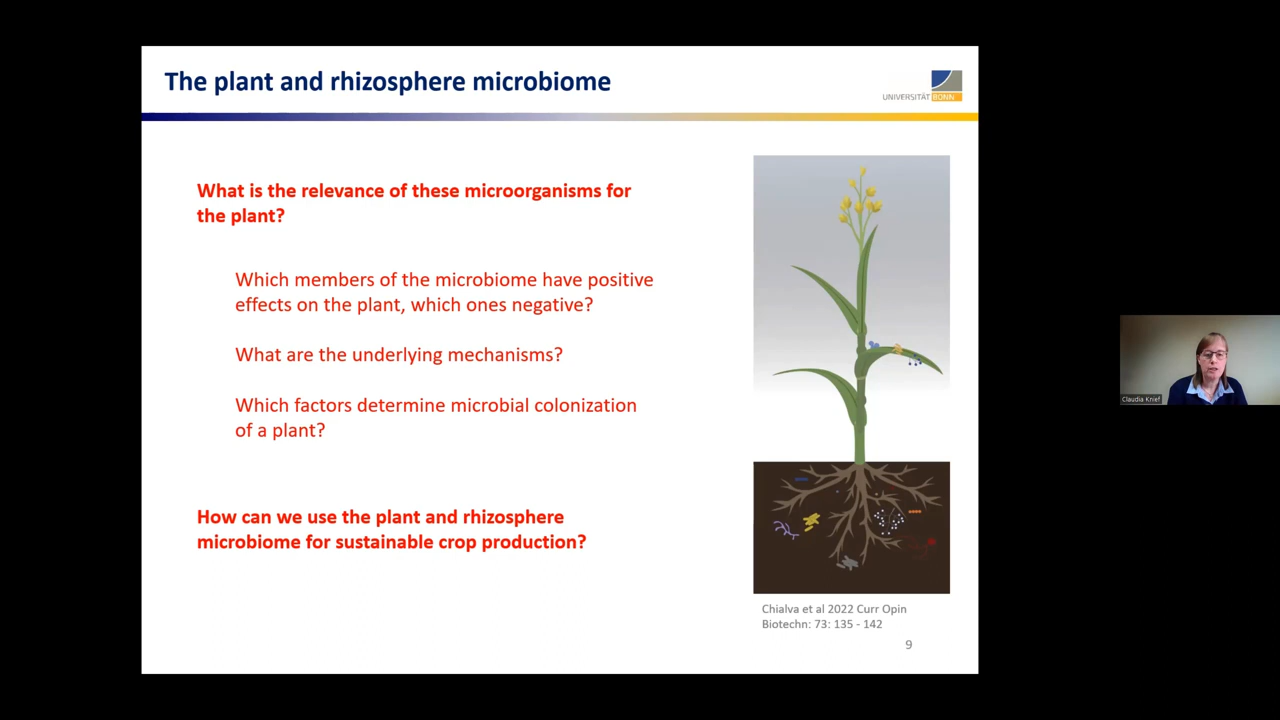 The plant and rhizosphere microbiome
UNIVERSITÄT BONN
What is the relevance of these microorganisms for
the plant?
Which members of the microbiome have positive
effects on the plant, which ones negative?
What are the underlying mechanisms?
Which factors determine microbial colonization
of a plant?
How can we use the plant and rhizosphere
microbiome for sustainable crop production?
Chialva et al 2022 Curr Opin
Biotechn: 73: 135 - 142
9
Claudia Knief